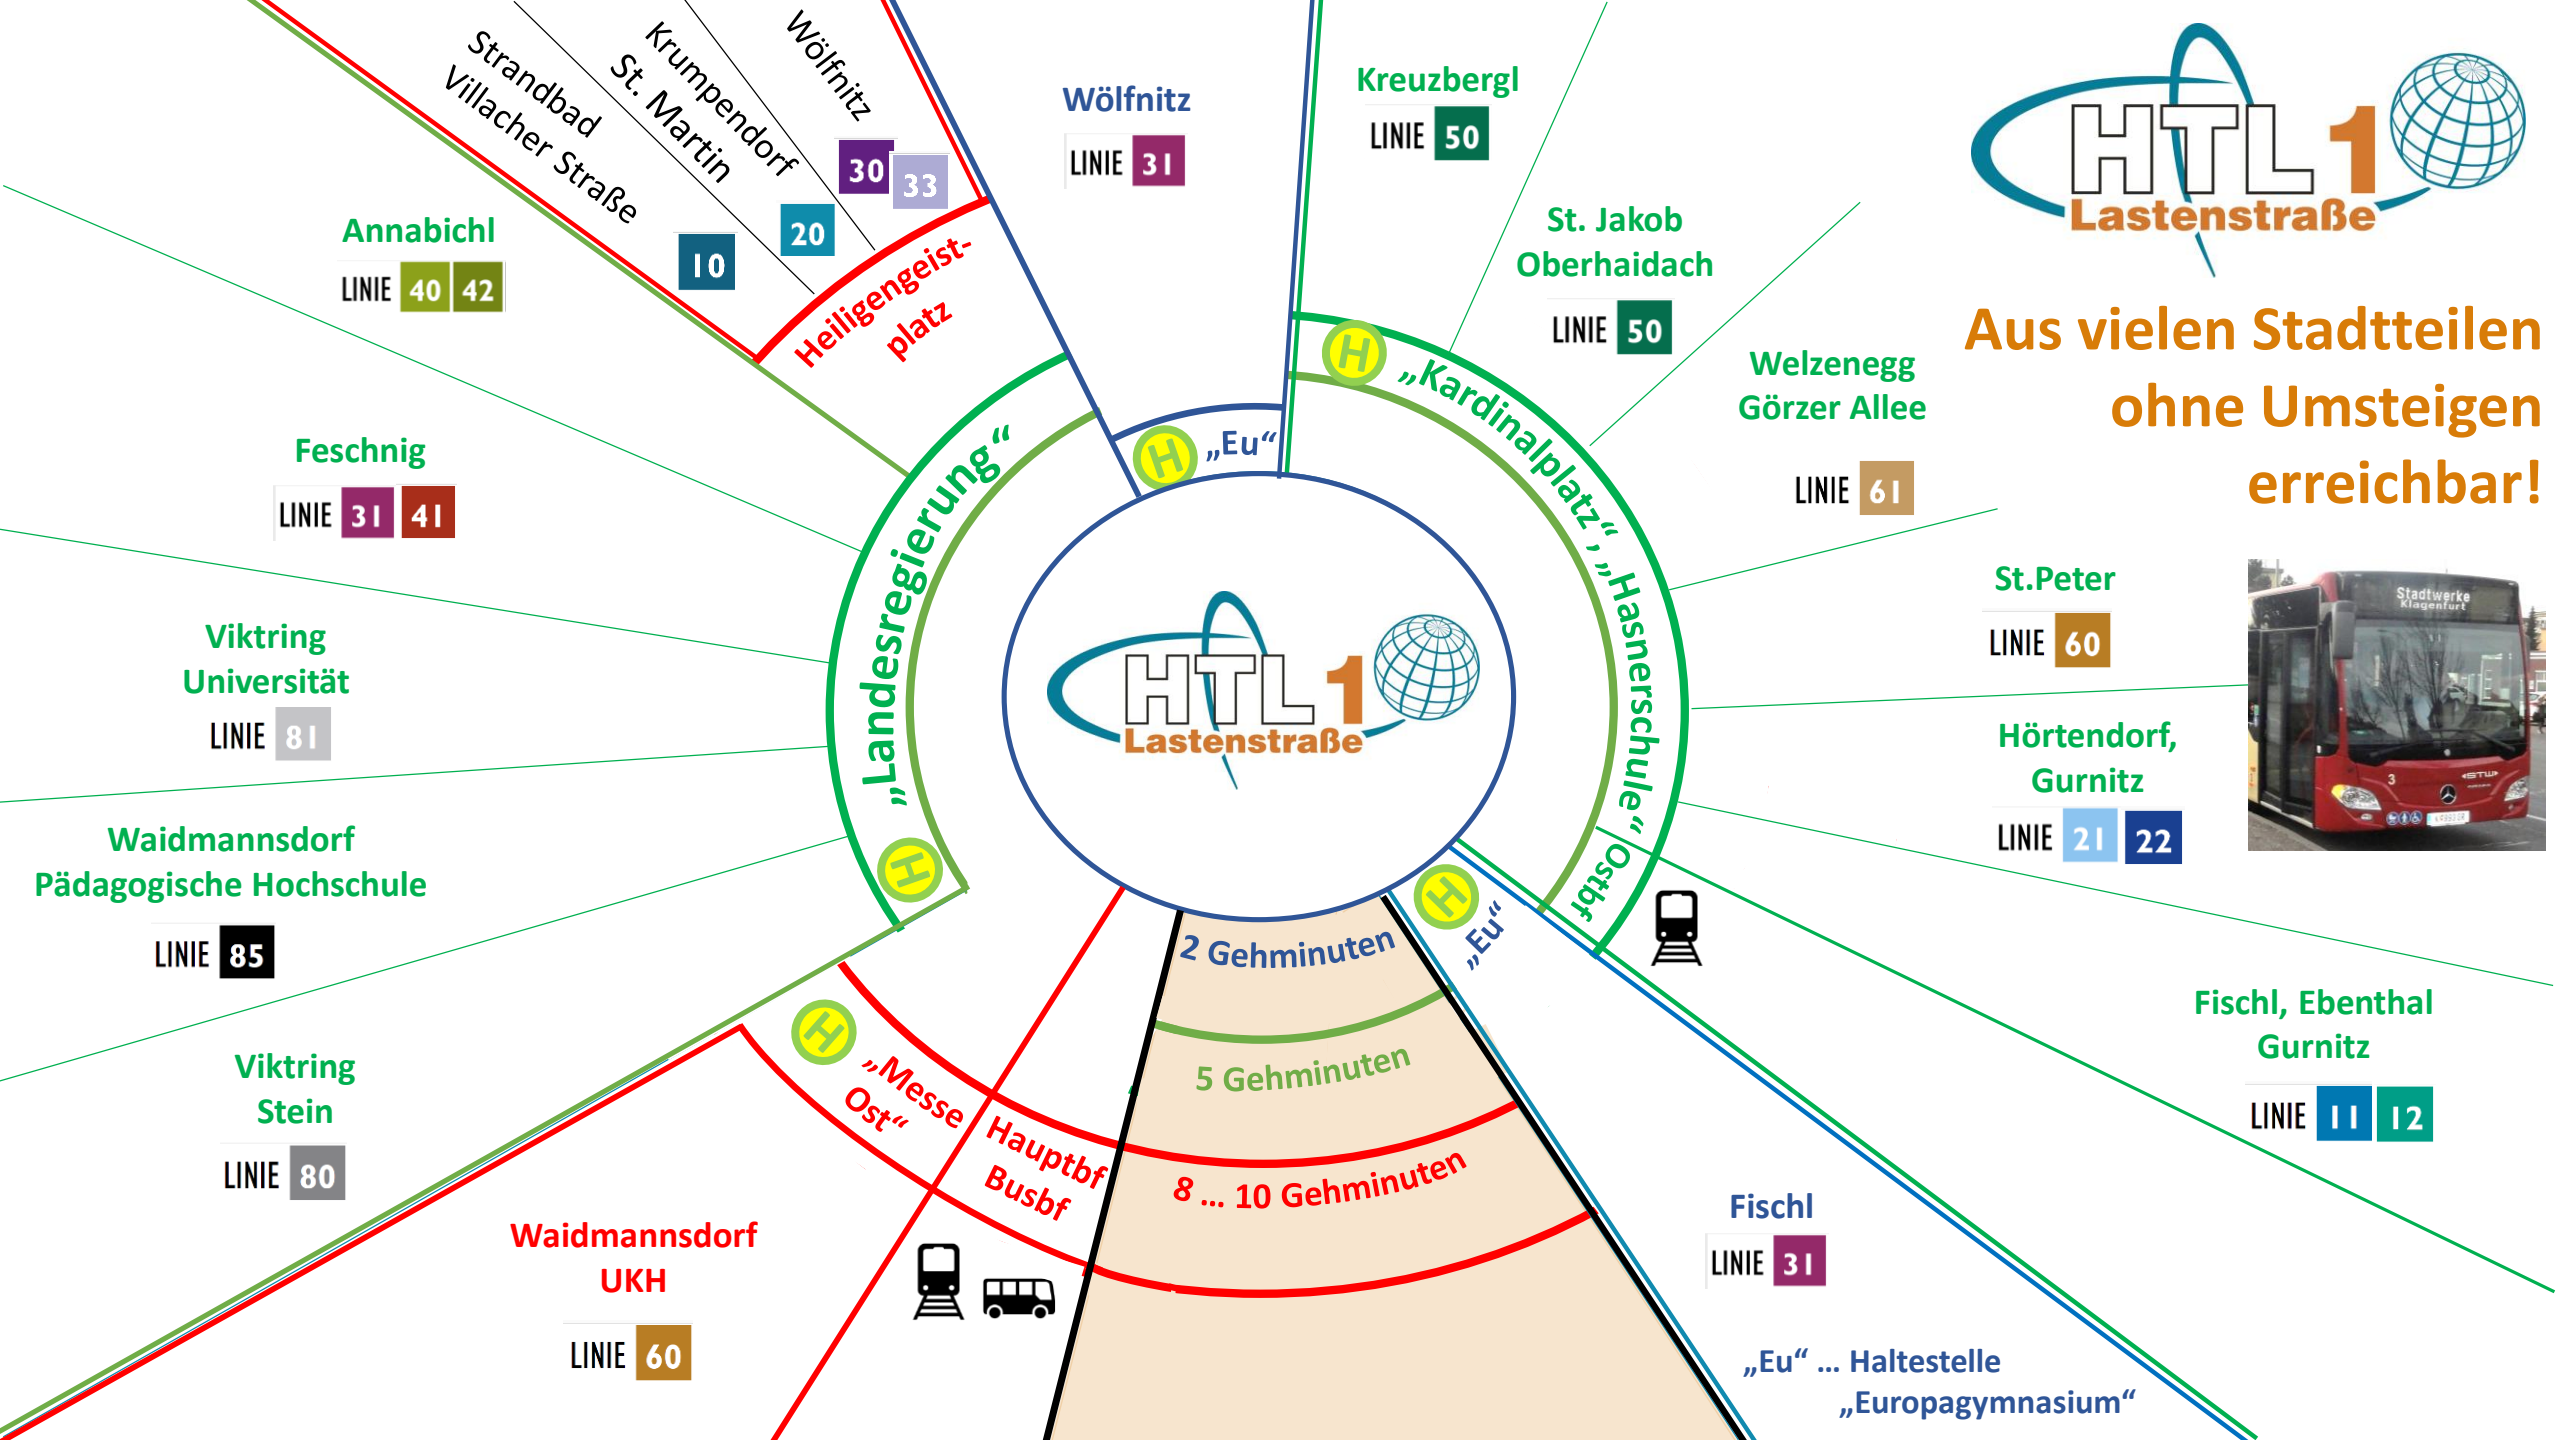 HTL1
Lastenstraße
Aus vielen Stadtteilen
ohne Umsteigen
erreichbar!
Stadtwerke
Klagenfurt
3
STW
Strandbad
Villacher Straße
10
Krumpendorf
St. Martin
20
Wölfnitz
30 33
Heiligengeist-
platz
Wölfnitz
LINIE 31
„Eu“
H
Kreuzbergl
LINIE 50
St. Jakob
Oberhaidach
LINIE 50
Welzenegg
Görzer Allee
LINIE 61
St.Peter
LINIE 60
Hörtendorf,
Gurnitz
LINIE 21 22
Fischl, Ebenthal
Gurnitz
LINIE 11 12
H
„Kardinalplatz“, „Hasnerschule“
Ostbf
Annabichl
LINIE 40 42
Feschnig
LINIE 31 41
Viktring
Universität
LINIE 81
Waidmannsdorf
Pädagogische Hochschule
LINIE 85
Viktring
Stein
LINIE 80
„Landesregierung“
H
HTL1
Lastenstraße
H
„Eu“
2 Gehminuten
5 Gehminuten
8 ... 10 Gehminuten
H
„Messe
Ost“
Hauptbf
Busbf
Waidmannsdorf
UKH
LINIE 60
Fischl
LINIE 31
„Eu“ ... Haltestelle
„Europagymnasium“